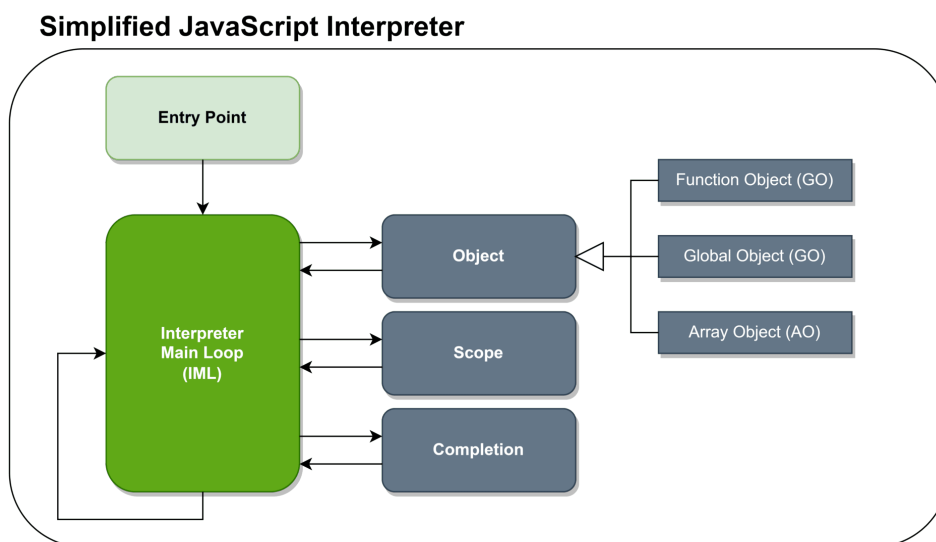 Simplified JavaScript Interpreter
Entry Point
Interpreter
Main Loop
(IML)
Object
Scope
Completion
Function Object (GO)
Global Object (GO)
Array Object (AO)